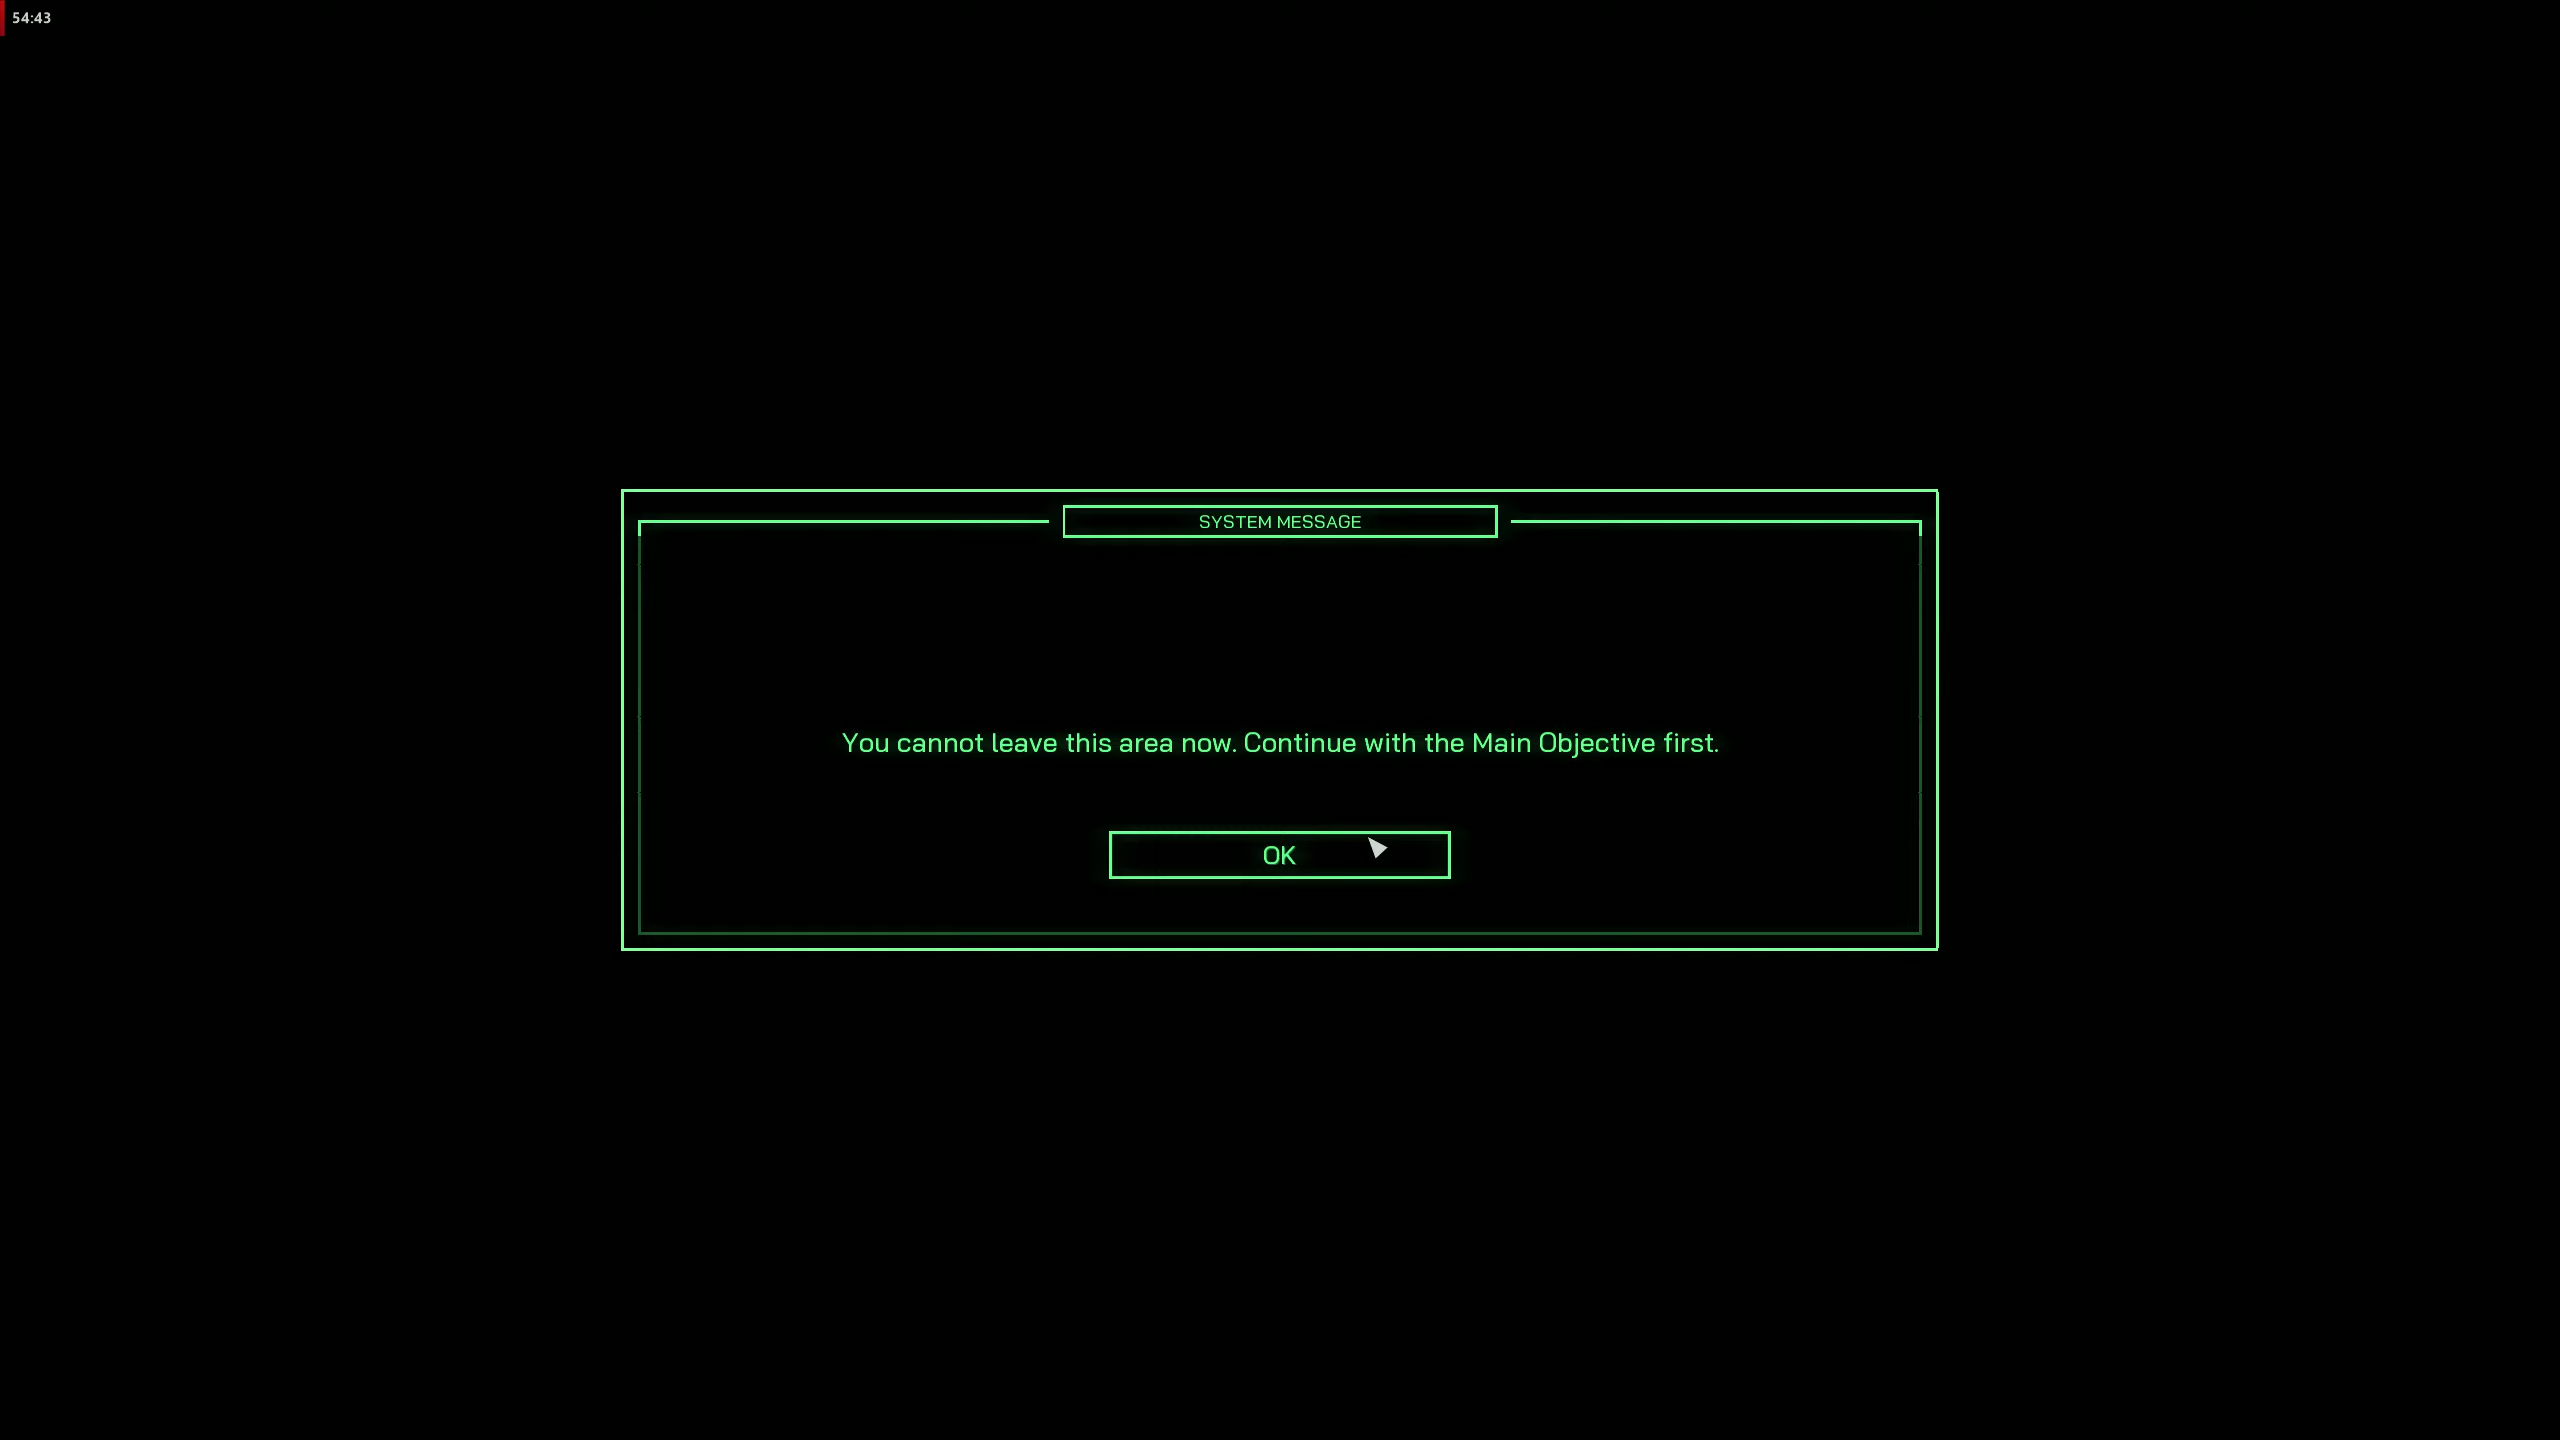 54:43
SYSTEM MESSAGE
You cannot leave this area now. Continue with the Main Objective first.
OK